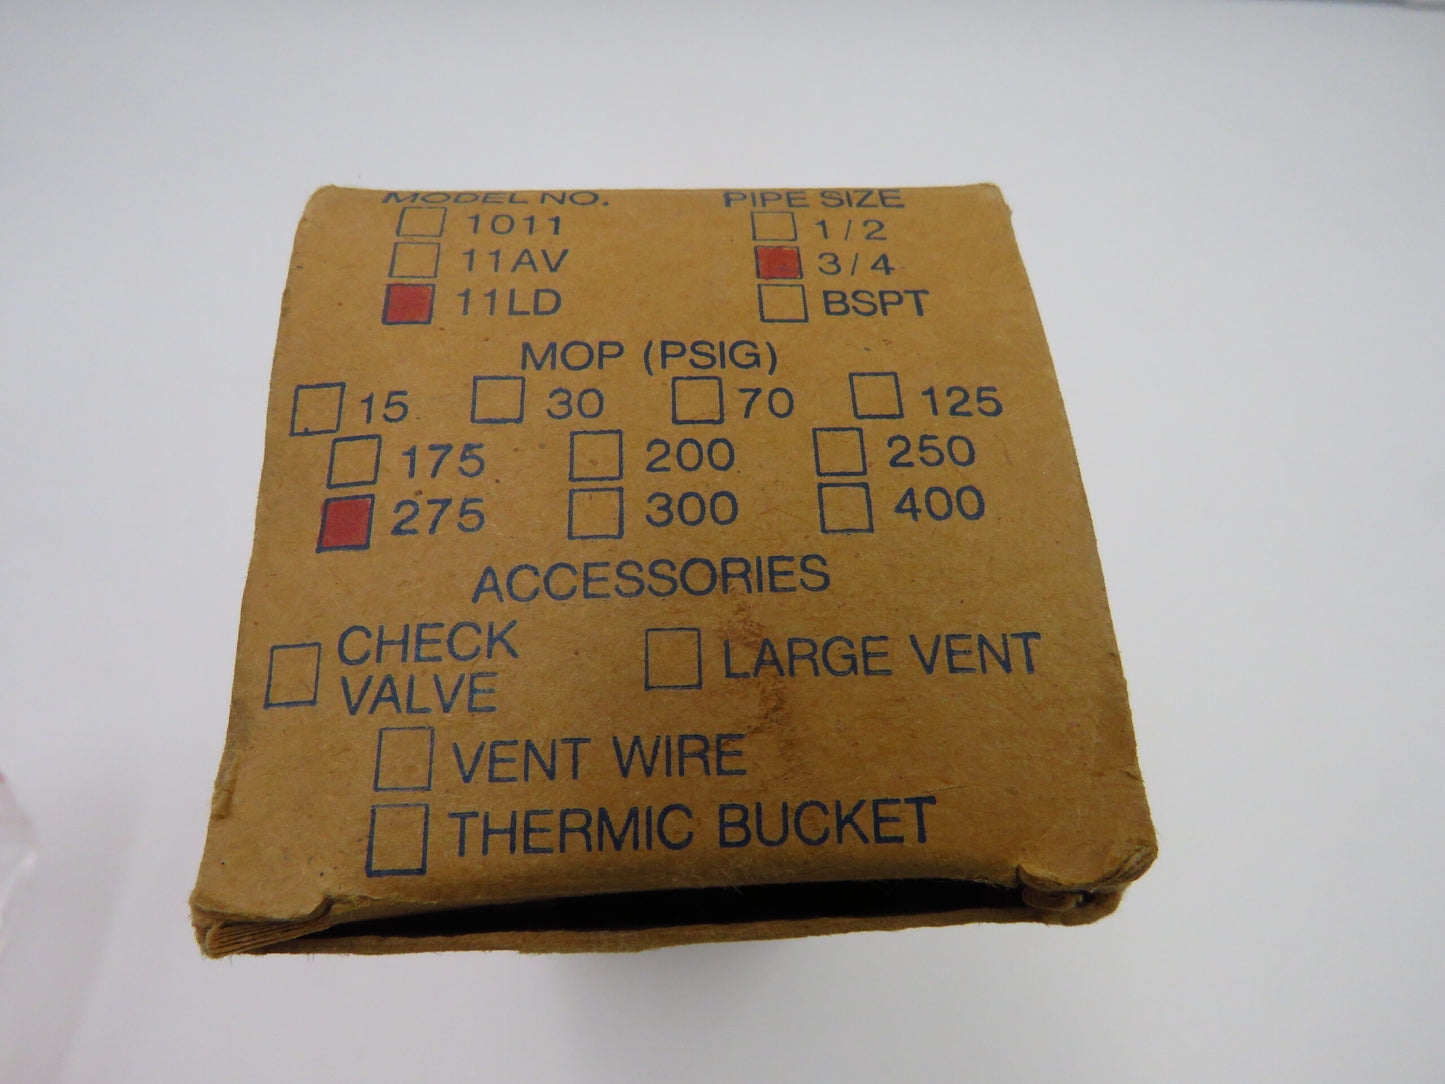 MODEL NO. PIPE SIZE
1011 1/2
11AV 3/4
11LD BSPT
MOP (PSIG)
15 30 70 125
175 200 250
275 300 400
ACCESSORIES
CHECK VALVE LARGE VENT
VENT WIRE
THERMIC BUCKET